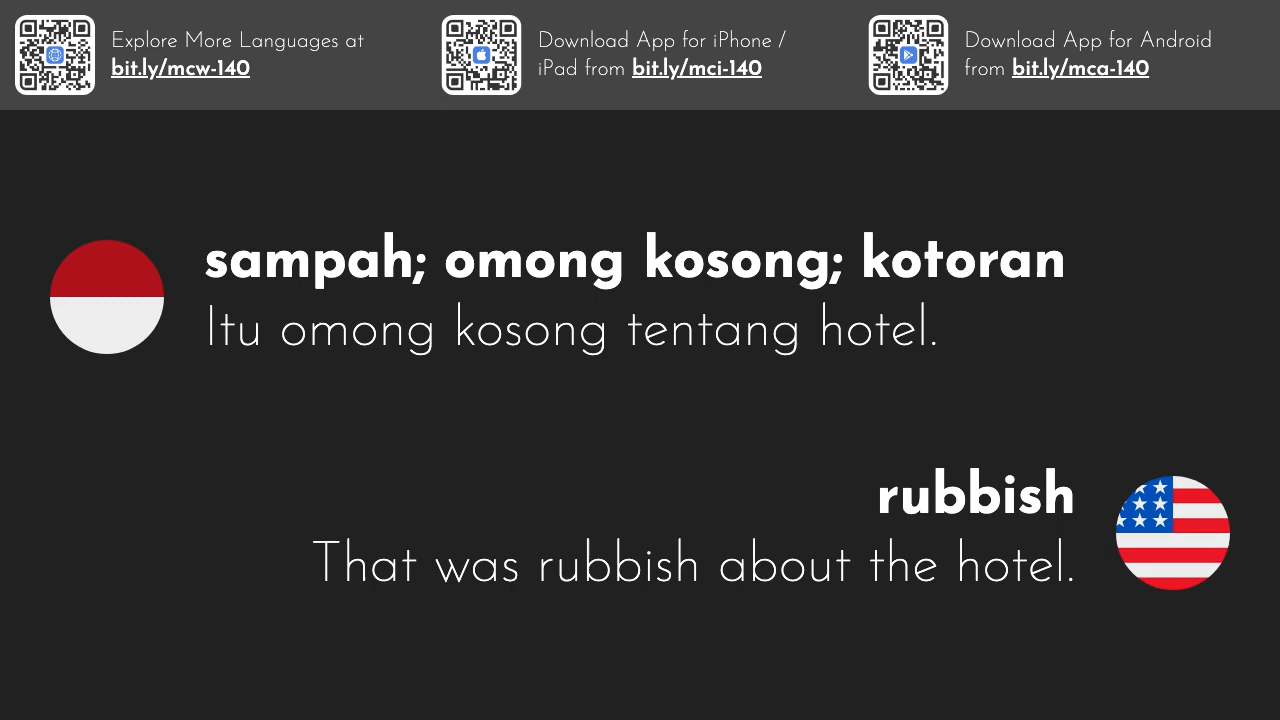 Explore More Languages at
bit.ly/mcw-140
Download App for iPhone /
iPad from bit.ly/mci-140
Download App for Android
from bit.ly/mca-140
sampah; omong kosong; kotoran
Itu omong kosong tentang hotel.
rubbish
That was rubbish about the hotel.